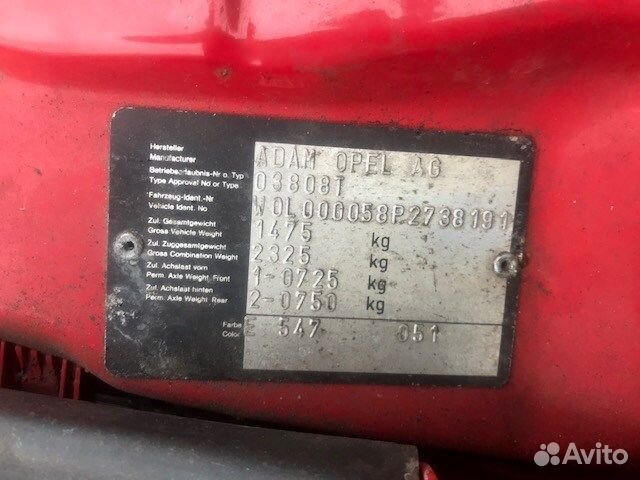 Hersteller
Manufacturer
ADAM OPEL AG
Betriebserlaubnis-Nr o. Typ
Type Approval No or Type
03808T
Fahrzeug-Ident.-Nr
Vehicle Ident. No
W0L000058P2738191
Zul. Gesamtgewicht
Gross Vehicle Weight
1475 kg
Zul. Zuggesamtgewicht
Gross Combination Weight
2325 kg
Zul. Achslast vorn
Perm. Axle Weight, Front
1-0725 kg
Zul. Achslast hinten
Perm. Axle Weight Rear
2-0750 kg
Farbe
Color
E 547 051
Avito